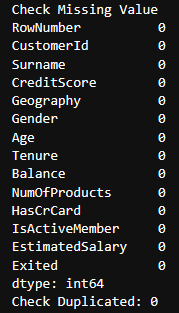 Check Missing Value
RowNumber 0
CustomerId 0
Surname 0
CreditScore 0
Geography 0
Gender 0
Age 0
Tenure 0
Balance 0
NumOfProducts 0
HasCrCard 0
IsActiveMember 0
EstimatedSalary 0
Exited 0
dtype: int64
Check Duplicated: 0